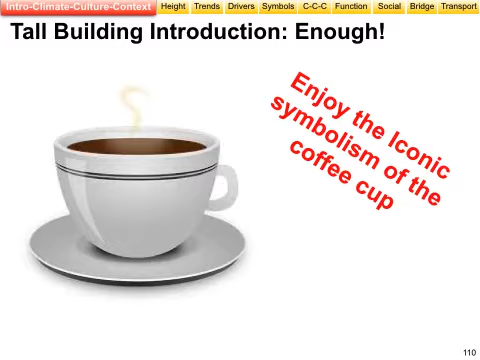 Intro-Climate-Culture-Context Height Trends Drivers Symbols C-C-C Function Social Bridge Transport
Tall Building Introduction: Enough!
Enjoy the Iconic
symbolism of the
coffee cup
110